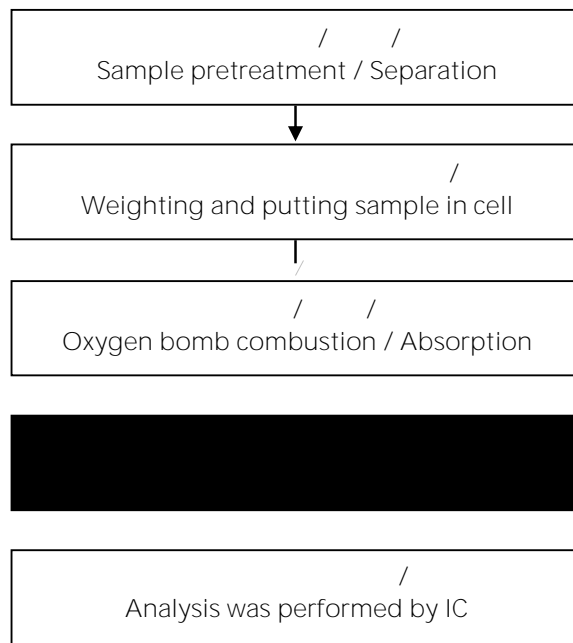 / /
Sample pretreatment / Separation
/
Weighting and putting sample in cell
/ /
Oxygen bomb combustion / Absorption
/
Analysis was performed by IC